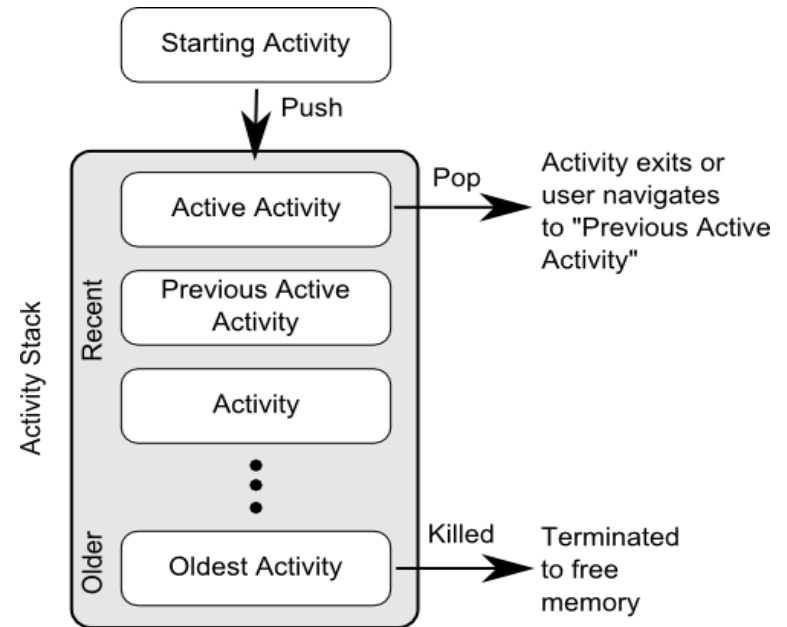 Starting Activity
Push
Activity Stack
Recent
Active Activity
Pop
Activity exits or
user navigates
to "Previous Active
Activity"
Previous Active
Activity
Activity
Older
Oldest Activity
Killed
Terminated
to free
memory